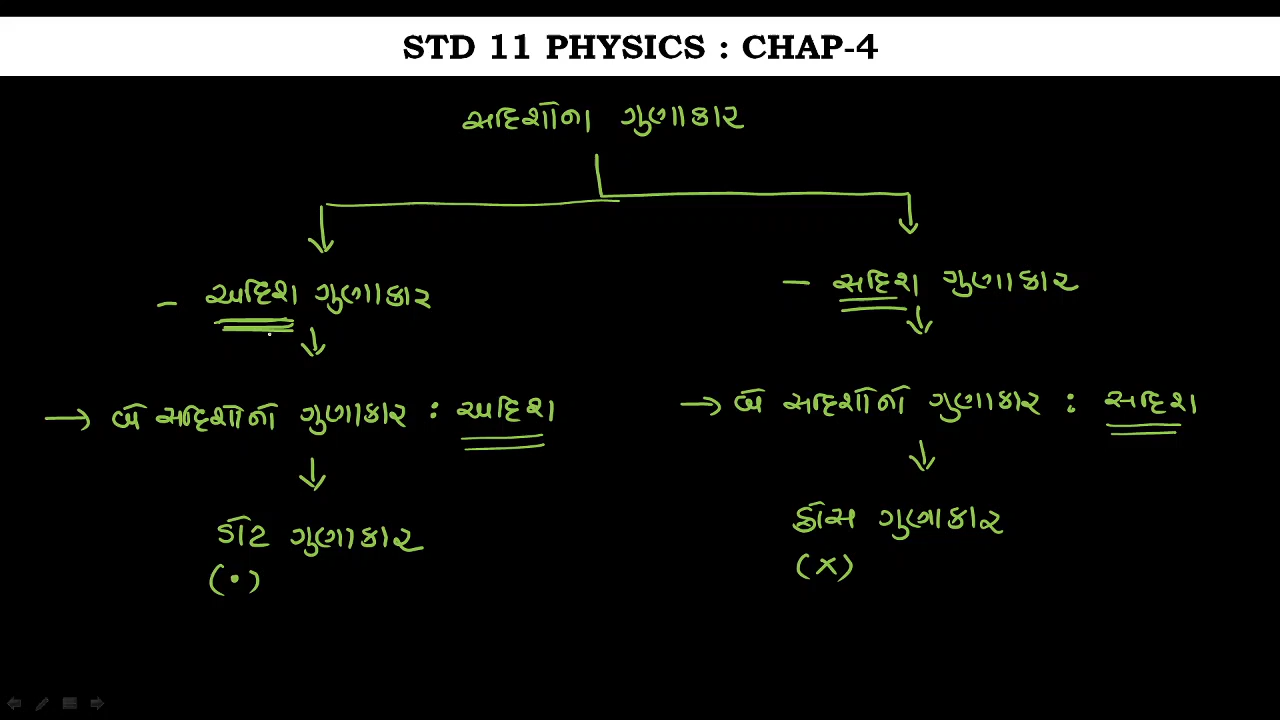 STD 11 PHYSICS : CHAP-4
સદિશોના ગુણાકાર
- અદિશ ગુણાકાર
- સદિશ ગુણાકાર
→ બે સદિશોનો ગુણાકાર : અદિશ
→ બે સદિશોનો ગુણાકાર : સદિશ
ડોટ ગુણાકાર
(•)
ક્રોસ ગુણાકાર
(×)